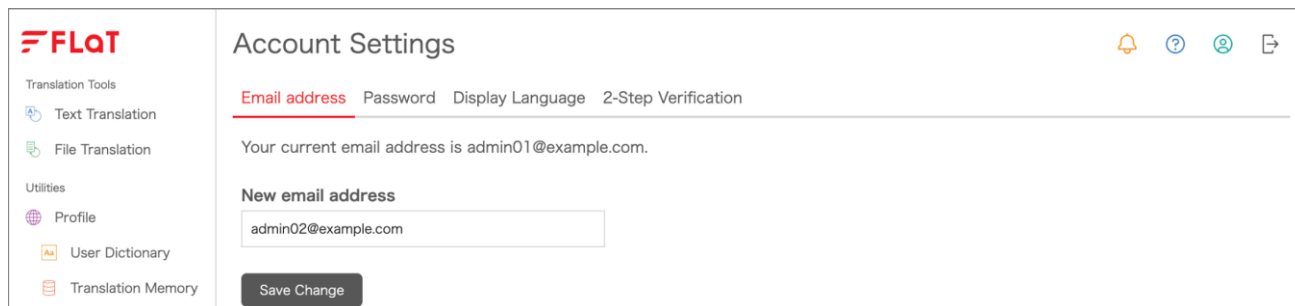 FLaT
Account Settings
Translation Tools
Text Translation
File Translation
Utilities
Profile
Aa User Dictionary
Translation Memory
Email address Password Display Language 2-Step Verification
Your current email address is admin01@example.com.
New email address
admin02@example.com
Save Change